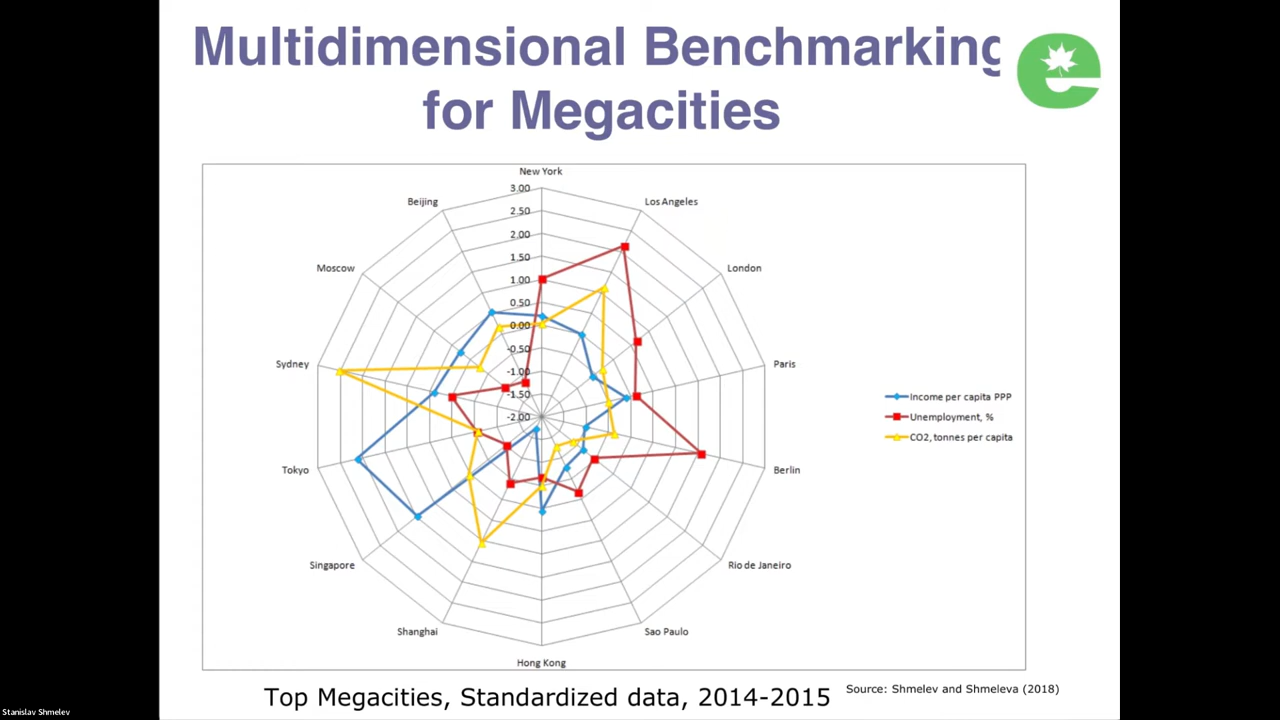 Multidimensional Benchmarking
for Megacities
e
New York
Beijing
3.00
Los Angeles
2.50
2.00
Moscow
London
1.50
1.00
0.50
0.00
Sydney
-0.50
Paris
-1.00
-1.50
Income per capita PPP
-2.00
Unemployment, %
CO2, tonnes per capita
Tokyo
Berlin
Singapore
Rio de Janeiro
Shanghai
Sao Paulo
Hong Kong
Top Megacities, Standardized data, 2014-2015
Source: Shmelev and Shmeleva (2018)
Stanislav Shmelev